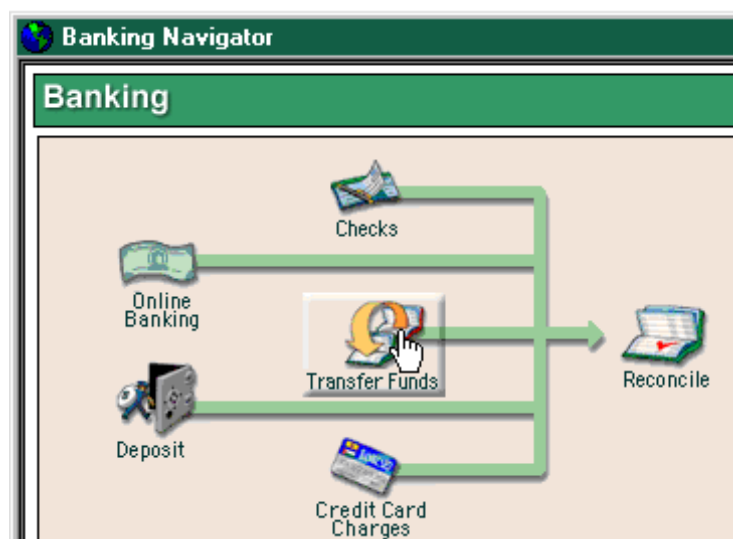 Banking Navigator
Banking
Checks
Online
Banking
Transfer Funds
Reconcile
Deposit
Credit Card
Charges